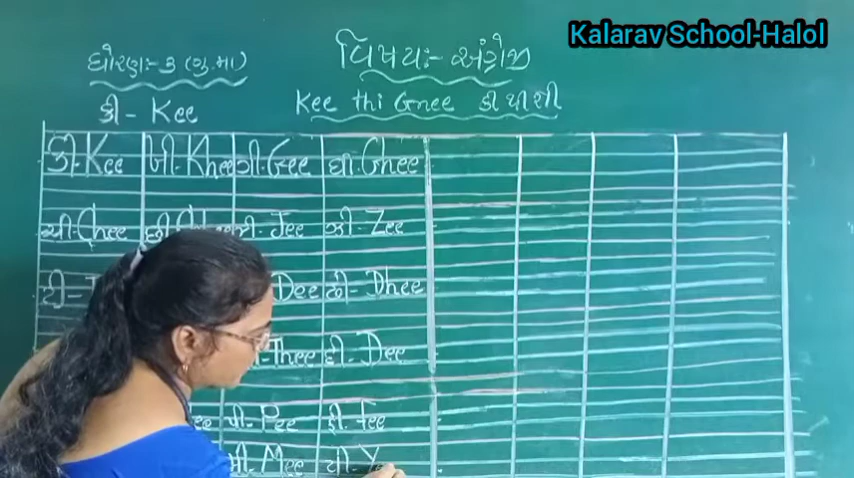 Kalarav School-Halol
ધોરણ:- ૩ (ગુ.મા) વિષય:- અંગ્રેજી
કી - Kee Kee thi Gnee કી થી જ્ઞી
કી-Kee ખી-Khee ગી-Gee ઘી-Ghee
ચી-Chee છી જી-Jee ઝી-Zee
ટી- Dee ઢી-Dhee
Thee દી-Dee
પી-Pee ફી-Fee
મી-Mee યી-